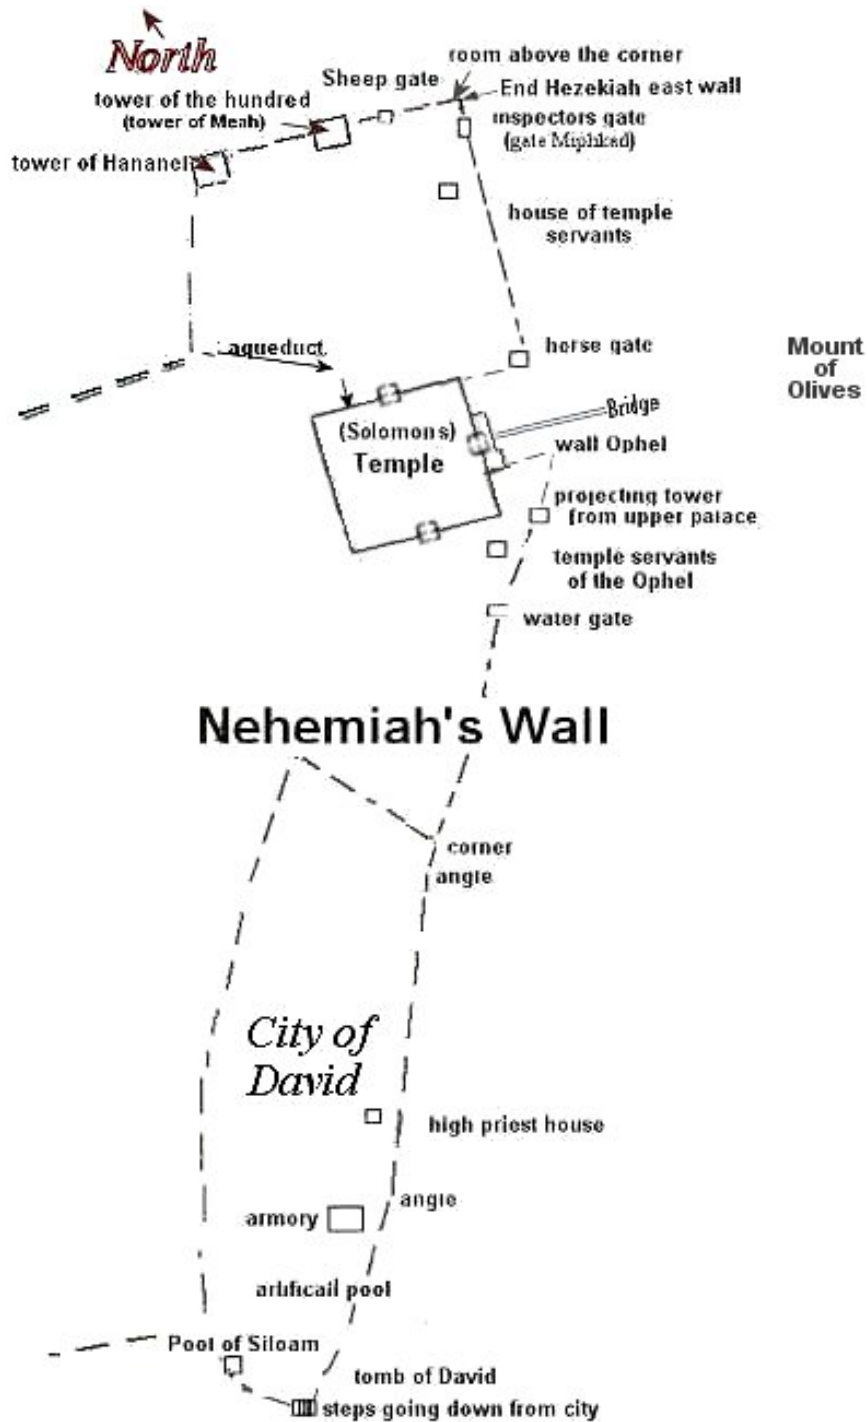 North
room above the corner
Sheep gate
End Hezekiah east wall
tower of the hundred
(tower of Meah)
inspectors gate
(gate Miphkad)
tower of Hananel
house of temple
servants
aqueduct
horse gate
Mount
of
Olives
Bridge
(Solomons)
Temple
wall Ophel
projecting tower
from upper palace
temple servants
of the Ophel
water gate
Nehemiah's Wall
corner
angle
City of
David
high priest house
angle
armory
artificail pool
Pool of Siloam
tomb of David
steps going down from city